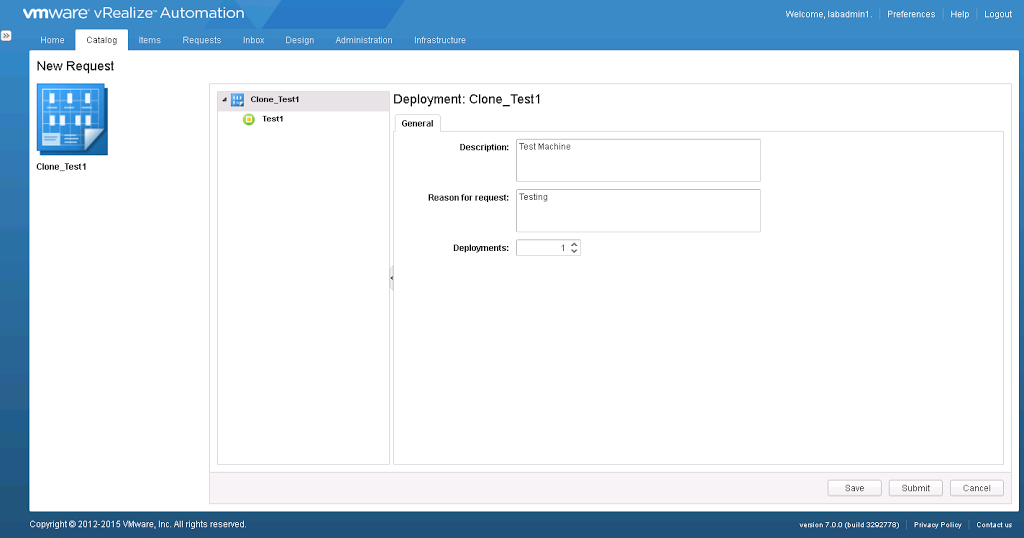 vmware® vRealize™ Automation
Welcome, labadmin1. Preferences Help Logout
Home Catalog Items Requests Inbox Design Administration Infrastructure
New Request
Clone_Test1
Clone_Test1
Test1
Deployment: Clone_Test1
General
Description: Test Machine
Reason for request: Testing
Deployments: 1
Save Submit Cancel
Copyright © 2012-2015 VMware, Inc. All rights reserved.
version 7.0.0 (build 3292778) Privacy Policy Contact us